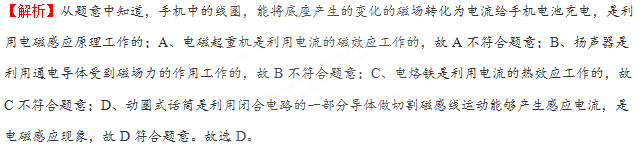 【解析】从题意中知道，手机中的线圈，能将底座产生的变化的磁场转化为电流给手机电池充电，是利
用电磁感应原理工作的；A、电磁起重机是利用电流的磁效应工作的，故 A 不符合题意；B、扬声器是
利用通电导体受到磁场力的作用工作的，故 B 不符合题意；C、电烙铁是利用电流的热效应工作的，故
C 不符合题意；D、动圈式话筒是利用闭合电路的一部分导体做切割磁感线运动能够产生感应电流，是
电磁感应现象，故 D 符合题意。故选 D。